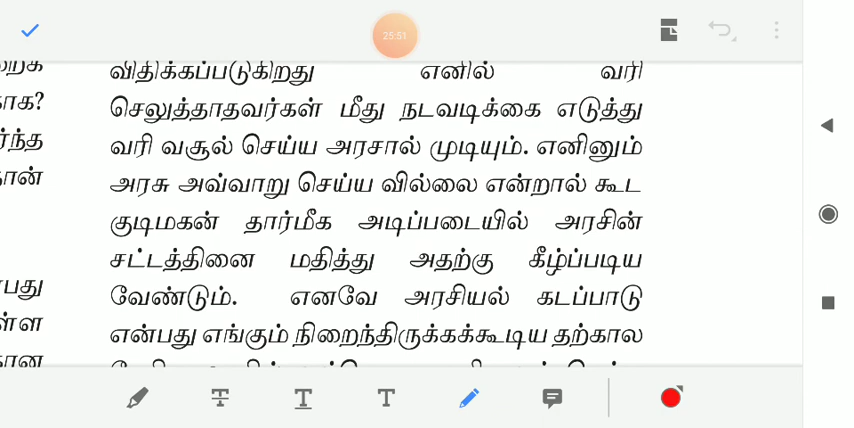 25:51
விதிக்கப்படுகிறது எனில் வரி
செலுத்தாதவர்கள் மீது நடவடிக்கை எடுத்து
வரி வசூல் செய்ய அரசால் முடியும். எனினும்
அரசு அவ்வாறு செய்ய வில்லை என்றால் கூட
குடிமகன் தார்மீக அடிப்படையில் அரசின்
சட்டத்தினை மதித்து அதற்கு கீழ்ப்படிய
வேண்டும். எனவே அரசியல் கடப்பாடு
என்பது எங்கும் நிறைந்திருக்கக்கூடிய தற்கால
T T T